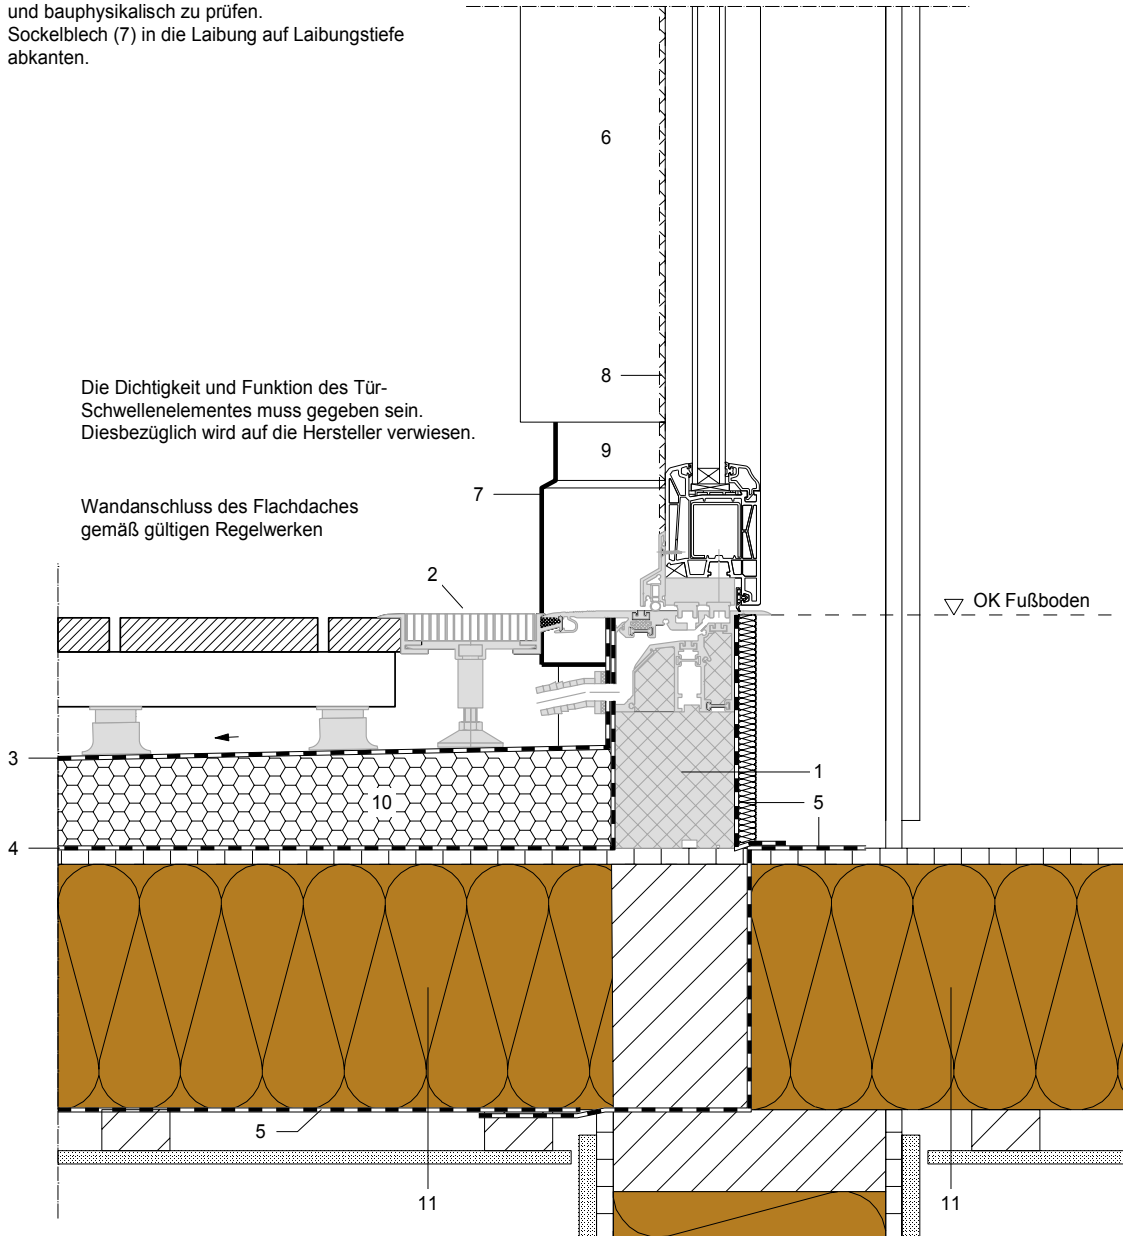 und bauphysikalisch zu prüfen.
Sockelblech (7) in die Laibung auf Laibungstiefe
abkanten.
6
8
Die Dichtigkeit und Funktion des Tür-
Schwellenelementes muss gegeben sein.
Diesbezüglich wird auf die Hersteller verwiesen.
9
7
Wandanschluss des Flachdaches
gemäß gültigen Regelwerken
2
OK Fußboden
3
1
10
5
4
5
11
11